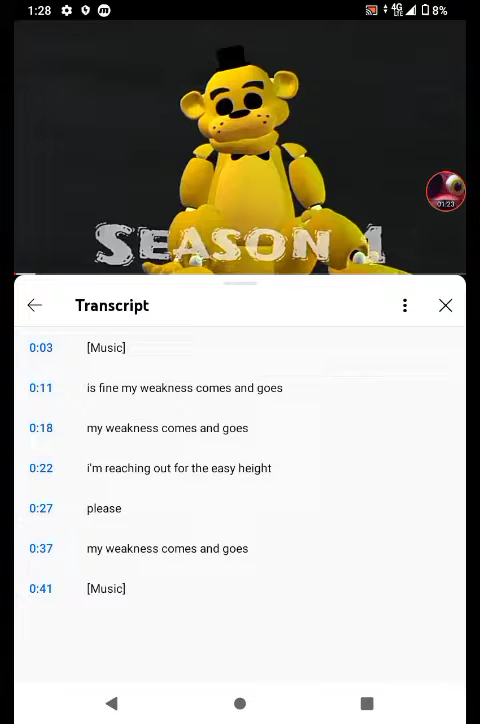 1:28
4G
LTE
8%
SEASON 1
01:23
Transcript
0:03 [Music]
0:11 is fine my weakness comes and goes
0:18 my weakness comes and goes
0:22 i'm reaching out for the easy height
0:27 please
0:37 my weakness comes and goes
0:41 [Music]